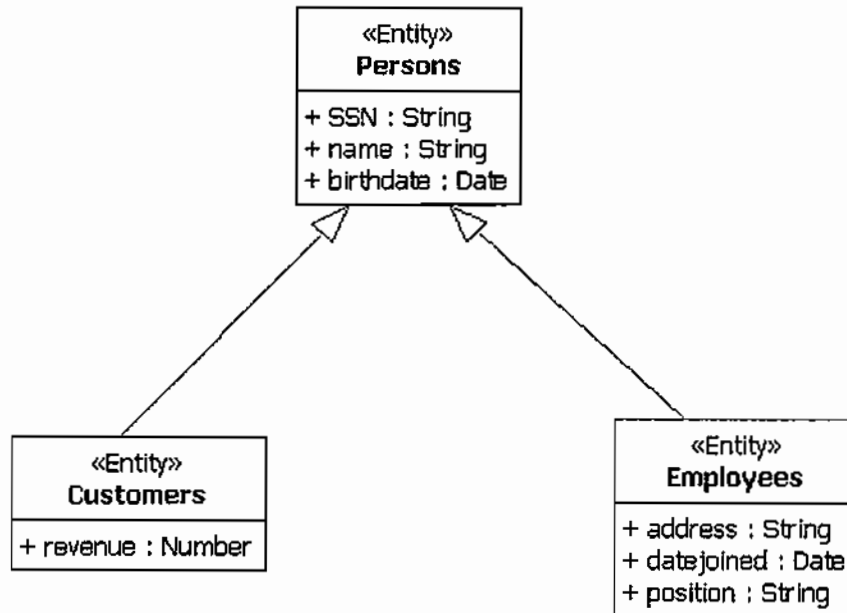 «Entity»
Persons
+ SSN : String
+ name : String
+ birthdate : Date
«Entity»
Customers
+ revenue : Number
«Entity»
Employees
+ address : String
+ datejoined : Date
+ position : String